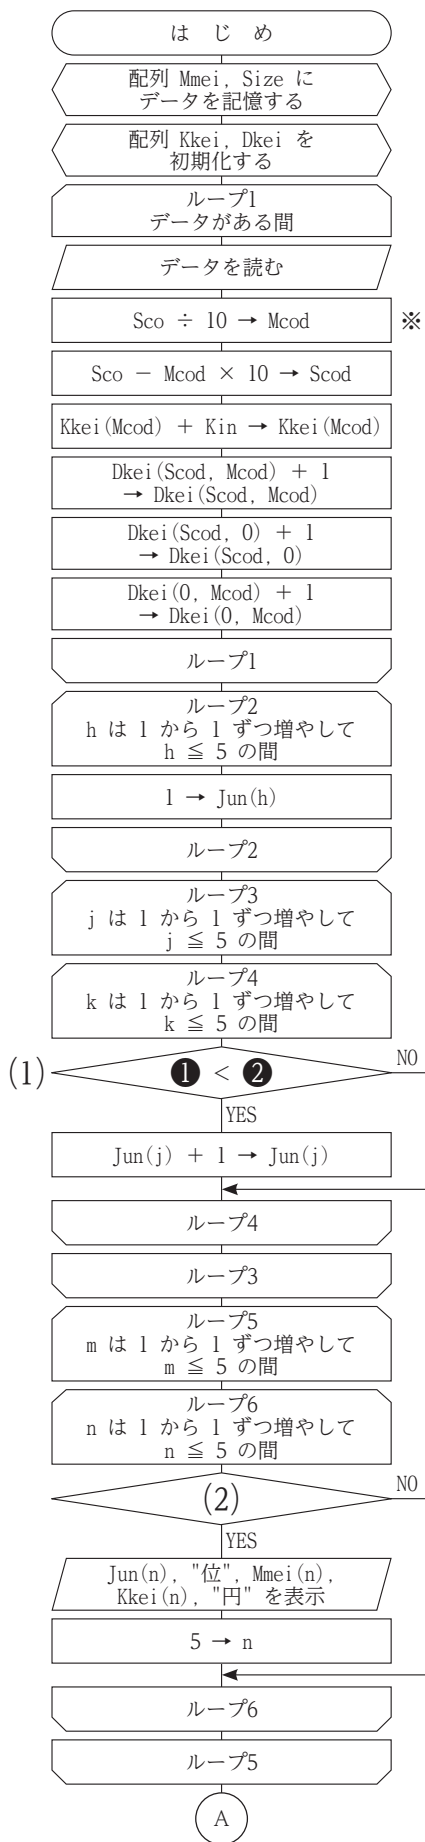 はじめ
配列 Mmei, Size に
データを記憶する
配列 Kkei, Dkei を
初期化する
ループ1
データがある間
データを読む
Sco ÷ 10 → Mcod ※
Sco － Mcod × 10 → Scod
Kkei(Mcod) + Kin → Kkei(Mcod)
Dkei(Scod, Mcod) + 1
→ Dkei(Scod, Mcod)
Dkei(Scod, 0) + 1
→ Dkei(Scod, 0)
Dkei(0, Mcod) + 1
→ Dkei(0, Mcod)
ループ1
ループ2
h は 1 から 1 ずつ増やして
h ≦ 5 の間
1 → Jun(h)
ループ2
ループ3
j は 1 から 1 ずつ増やして
j ≦ 5 の間
ループ4
k は 1 から 1 ずつ増やして
k ≦ 5 の間
(1) ❶ < ❷ NO
YES
Jun(j) + 1 → Jun(j)
ループ4
ループ3
ループ5
m は 1 から 1 ずつ増やして
m ≦ 5 の間
ループ6
n は 1 から 1 ずつ増やして
n ≦ 5 の間
(2) NO
YES
Jun(n), "位", Mmei(n),
Kkei(n), "円" を表示
5 → n
ループ6
ループ5
A